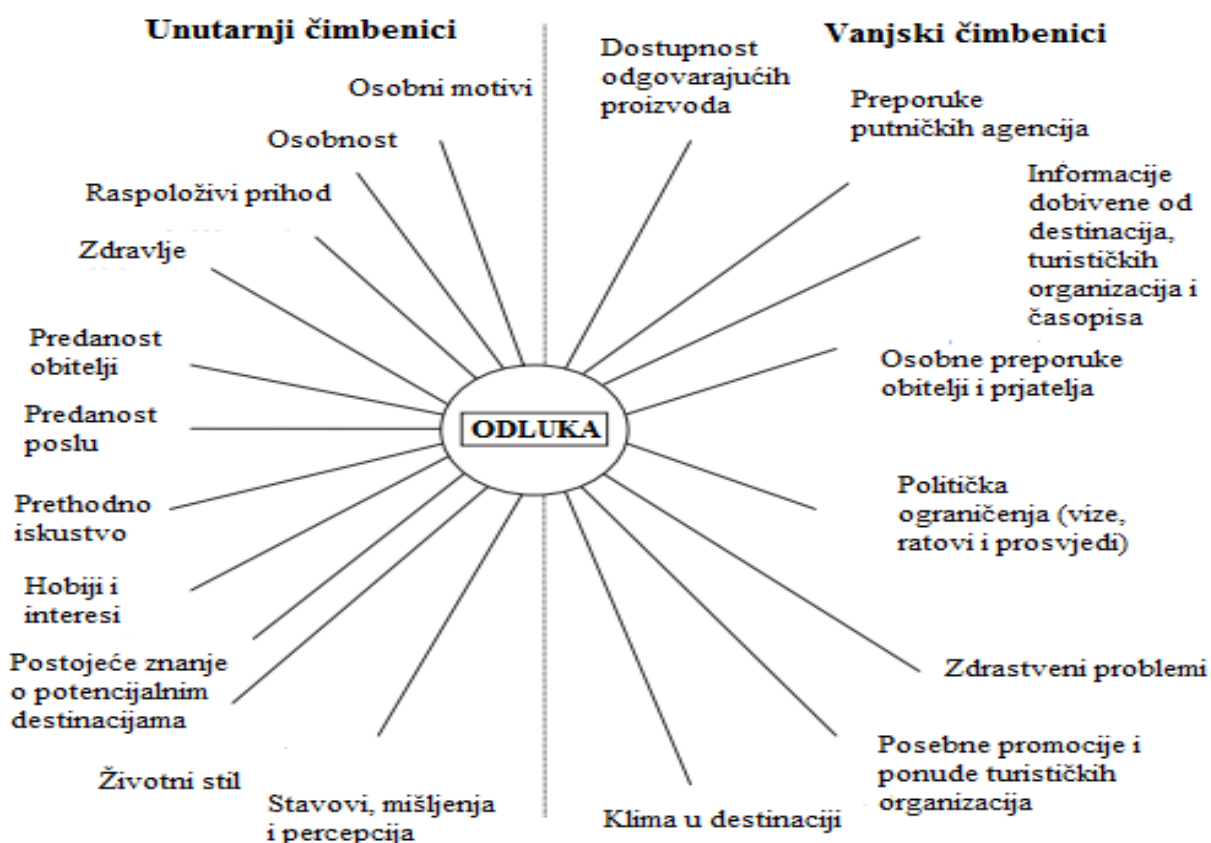 Unutarnji čimbenici
Osobni motivi
Osobnost
Raspoloživi prihod
Zdravlje
Predanost
obitelji
Predanost
poslu
Prethodno
iskustvo
Hobiji i
interesi
Postojeće znanje
o potencijalnim
destinacijama
Životni stil
Stavovi, mišljenja
i percepcija
ODLUKA
Vanjski čimbenici
Dostupnost
odgovarajućih
proizvoda
Preporuke
putničkih agencija
Informacije
dobivene od
destinacija,
turističkih
organizacija i
časopisa
Osobne preporuke
obitelji i prjatelja
Politička
ograničenja (vize,
ratovi i prosvjedi)
Zdrastveni problemi
Posebne promocije i
ponude turističkih
organizacija
Klima u destinaciji